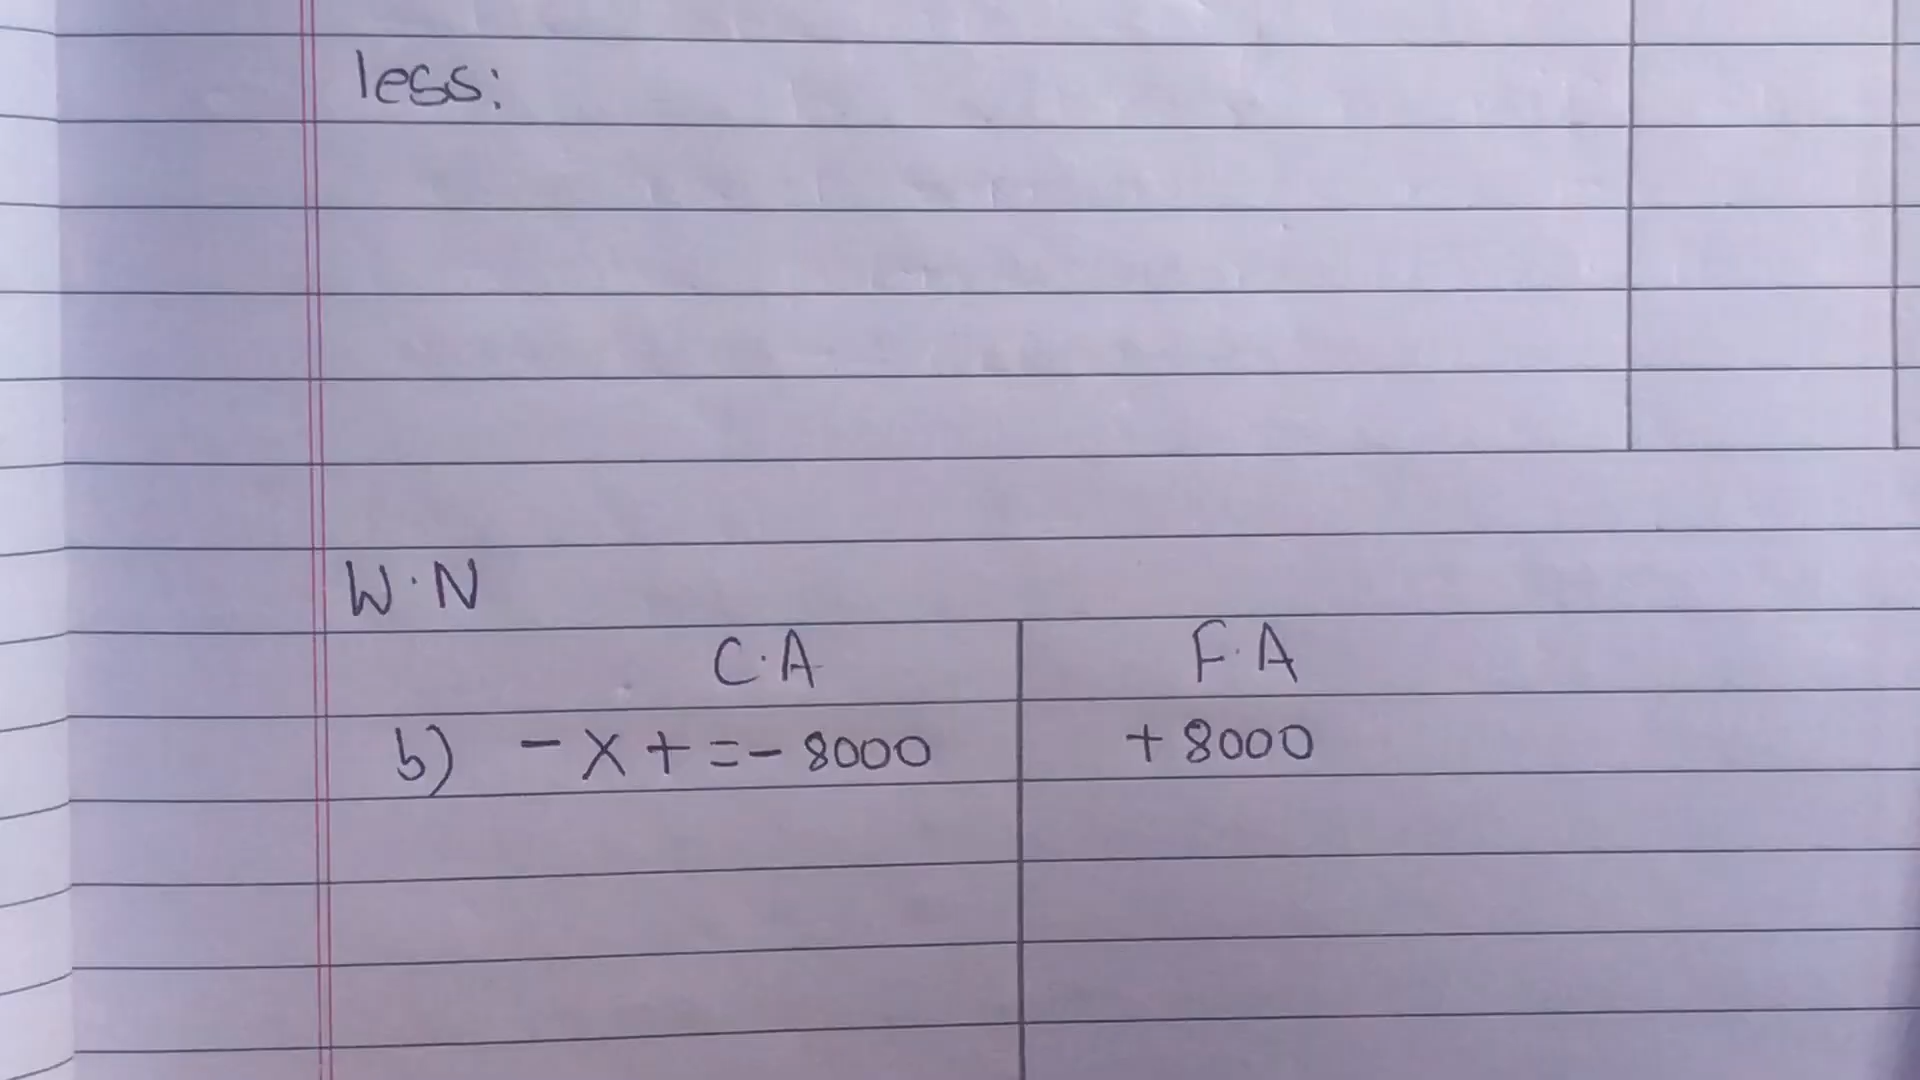 less:
W.N
C.A F.A
b) - X + = - 8000 + 8000